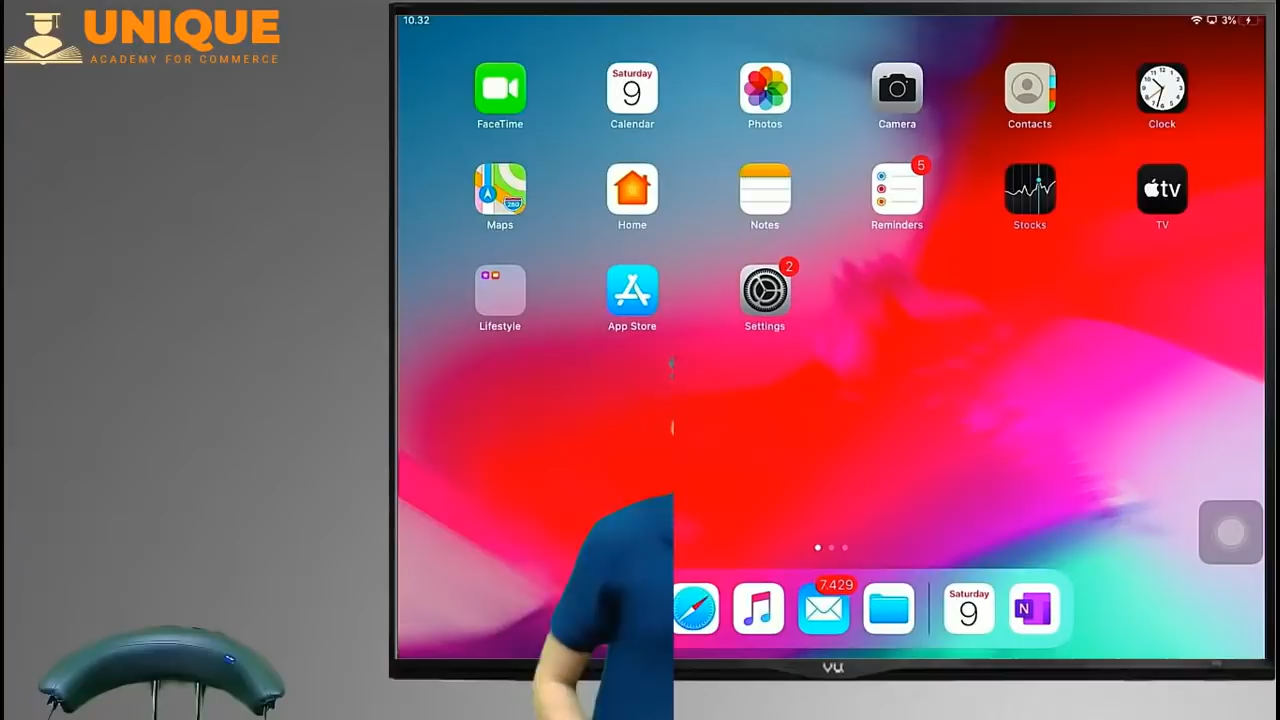 UNIQUE
ACADEMY FOR COMMERCE
10.32
3%
FaceTime
Saturday
9
Calendar
Photos
Camera
Contacts
Clock
Maps
280
Home
Notes
5
Reminders
Stocks
tv
TV
Lifestyle
App Store
2
Settings
7.429
Saturday
9
N
VU